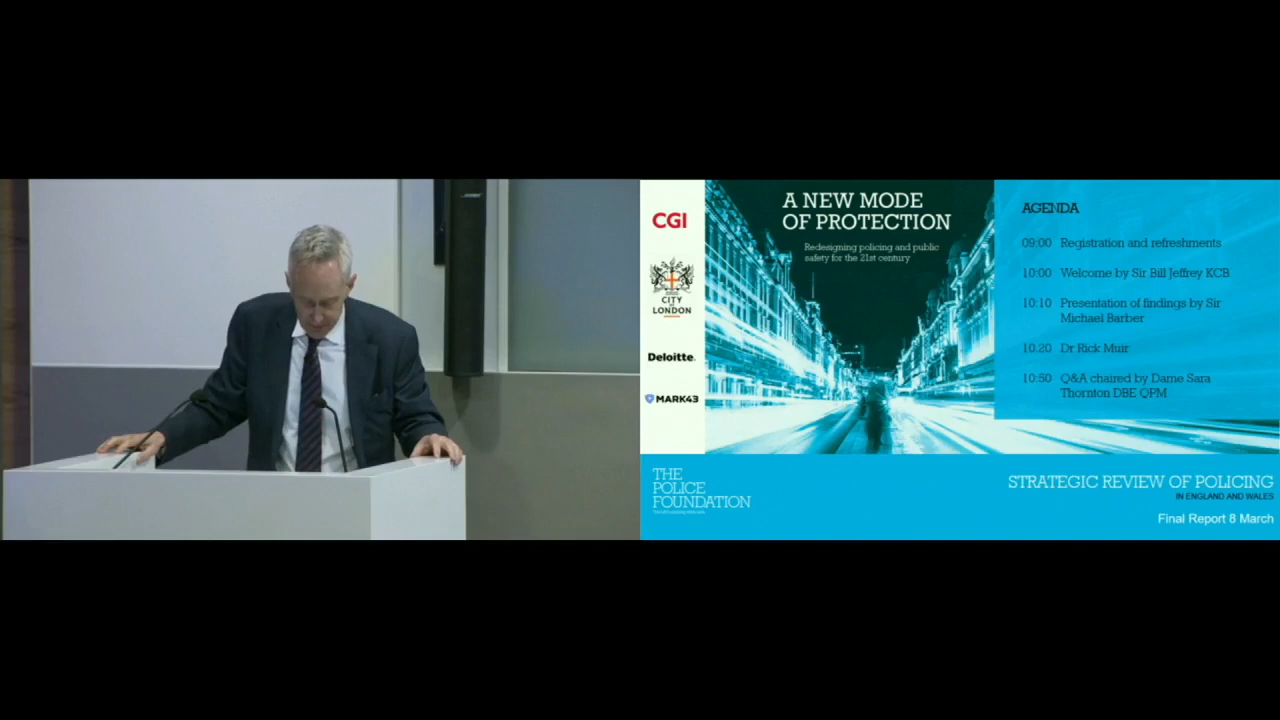 CGI
CITY
OF
LONDON
Deloitte.
MARK43
A NEW MODE
OF PROTECTION
Redesigning policing and public
safety for the 21st century
AGENDA
09:00 Registration and refreshments
10:00 Welcome by Sir Bill Jeffrey KCB
10:10 Presentation of findings by Sir
Michael Barber
10.20 Dr Rick Muir
10:50 Q&A chaired by Dame Sara
Thornton DBE QPM
THE
POLICE
FOUNDATION
STRATEGIC REVIEW OF POLICING
IN ENGLAND AND WALES
Final Report 8 March